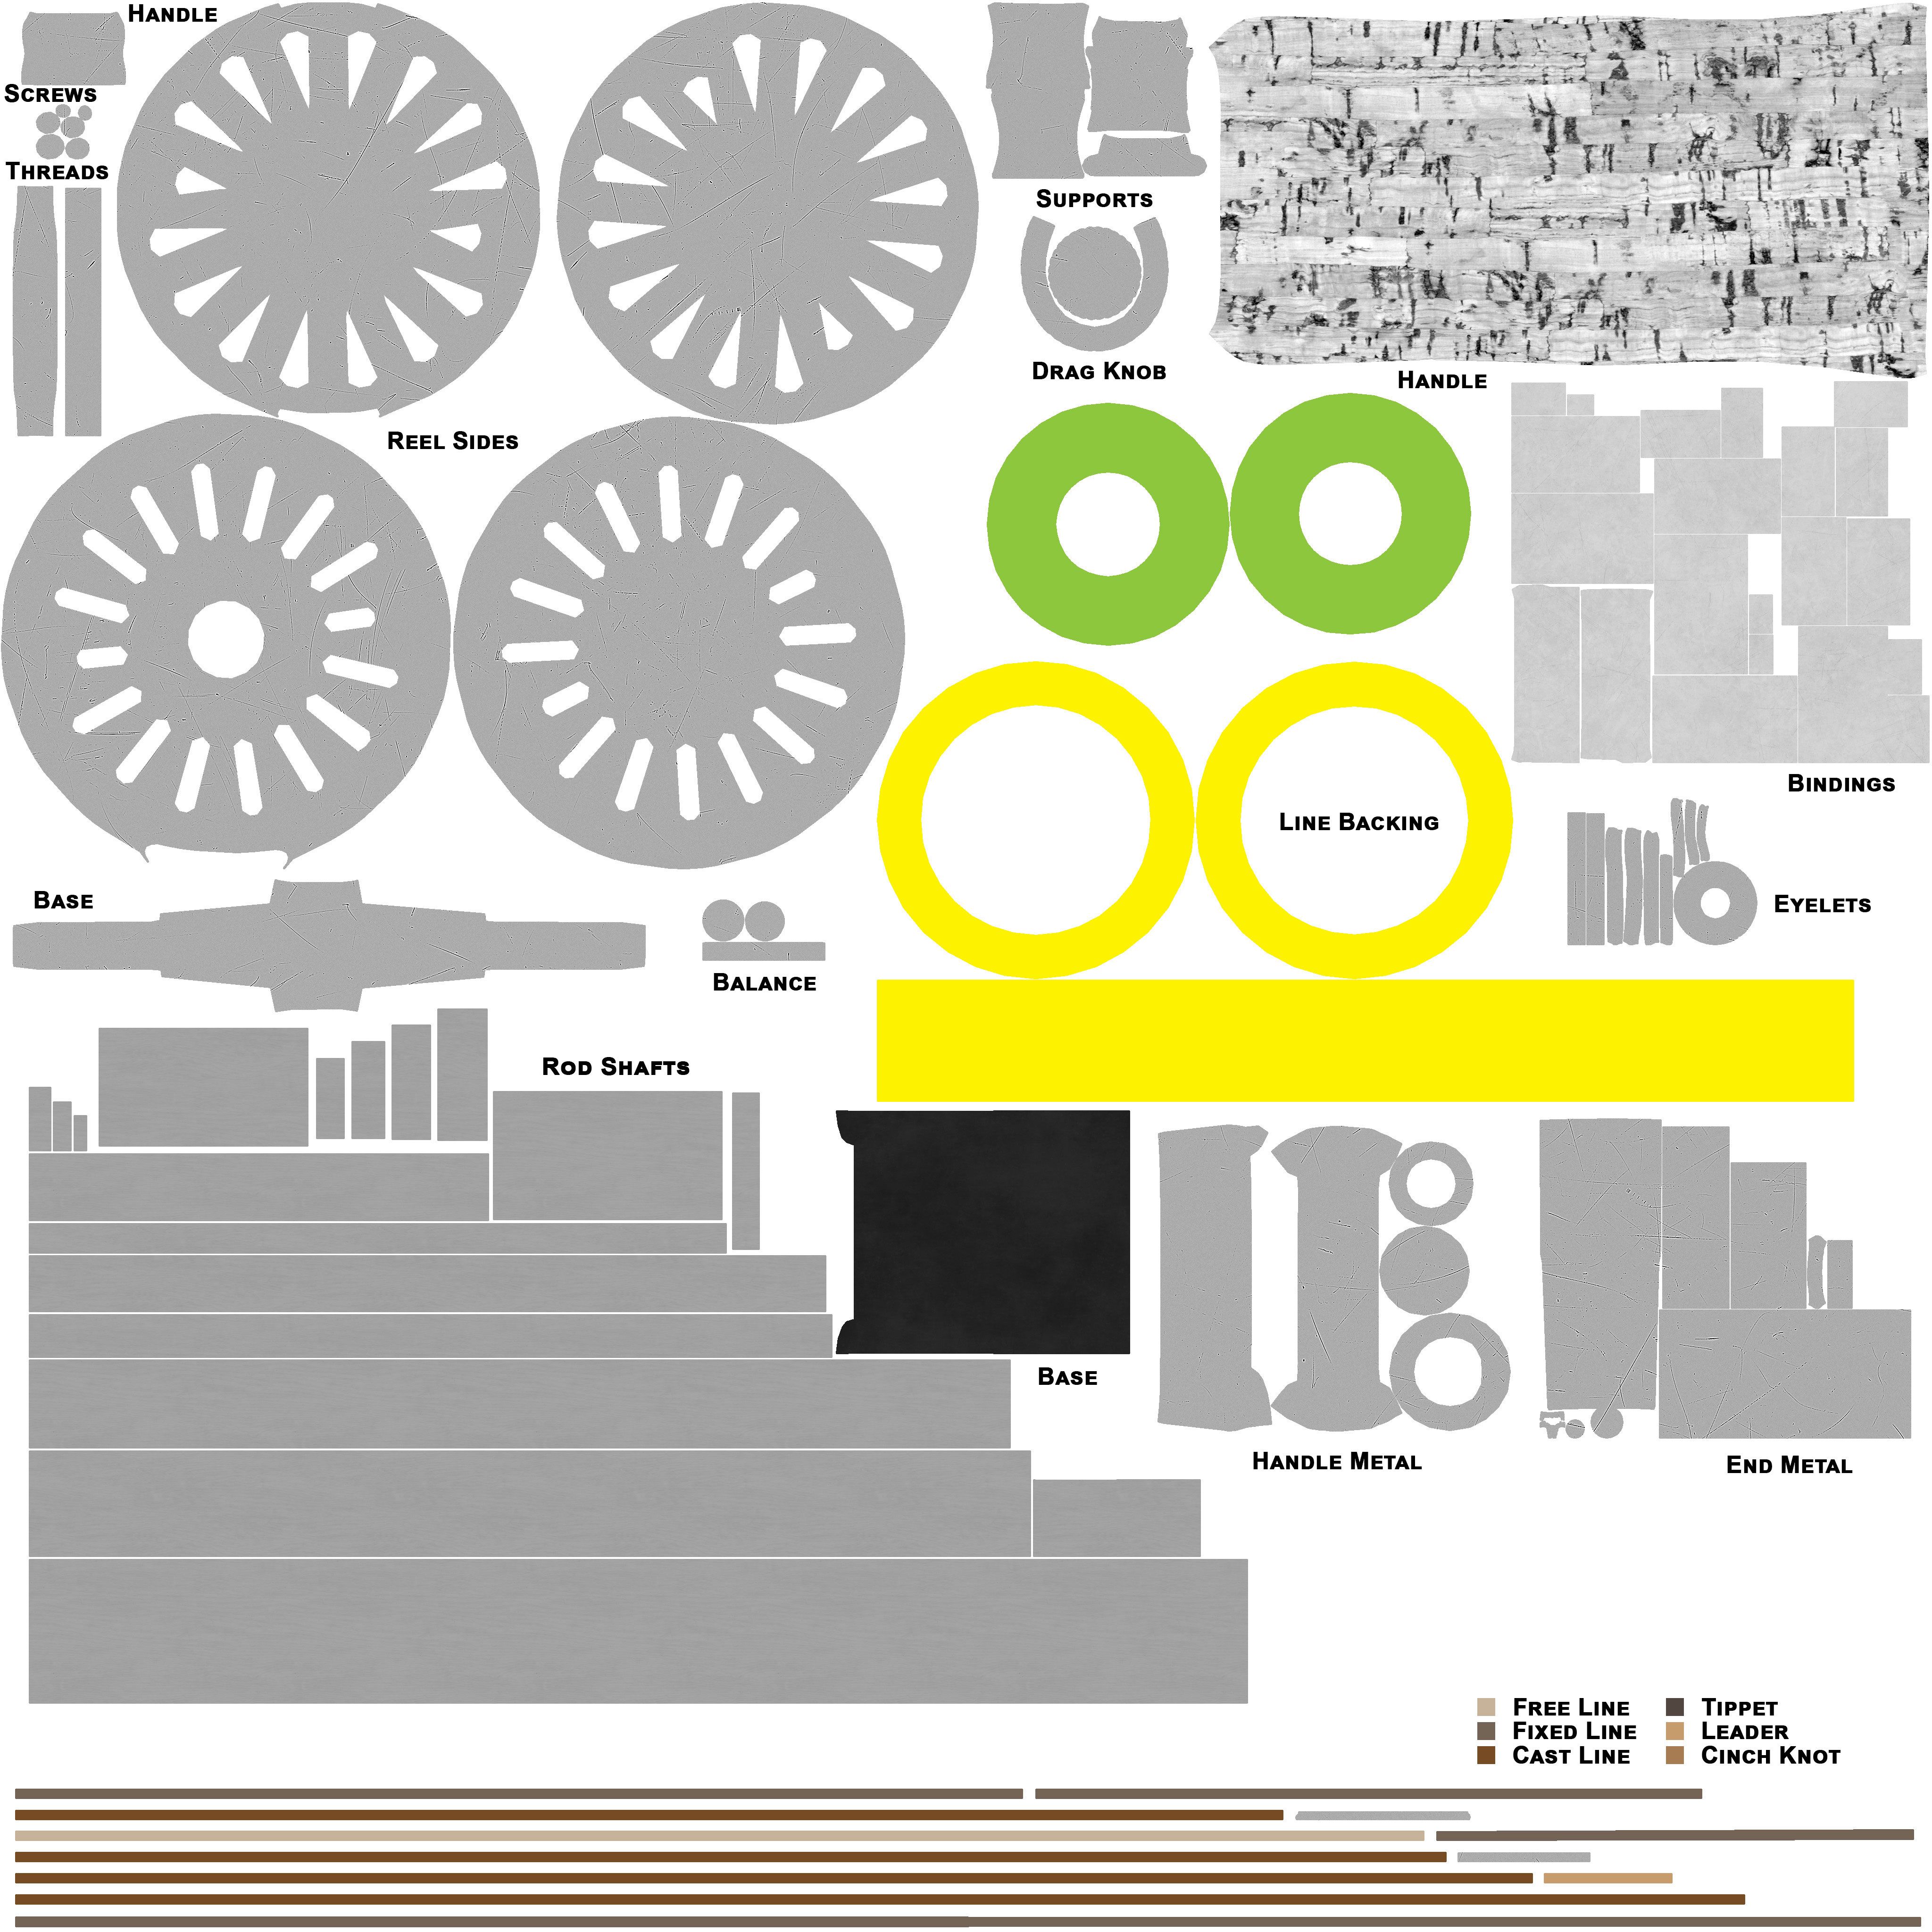 Handle
Screws
Threads
Reel Sides
Supports
Drag Knob
Handle
Line Backing
Bindings
Eyelets
Base
Balance
Rod Shafts
Base
Handle Metal
End Metal
Free Line
Fixed Line
Cast Line
Tippet
Leader
Cinch Knot